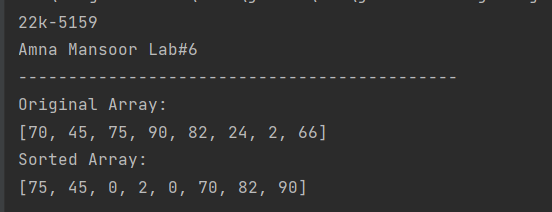 22k-5159
Amna Mansoor Lab#6
--------------------------------------------
Original Array:
[70, 45, 75, 90, 82, 24, 2, 66]
Sorted Array:
[75, 45, 0, 2, 0, 70, 82, 90]